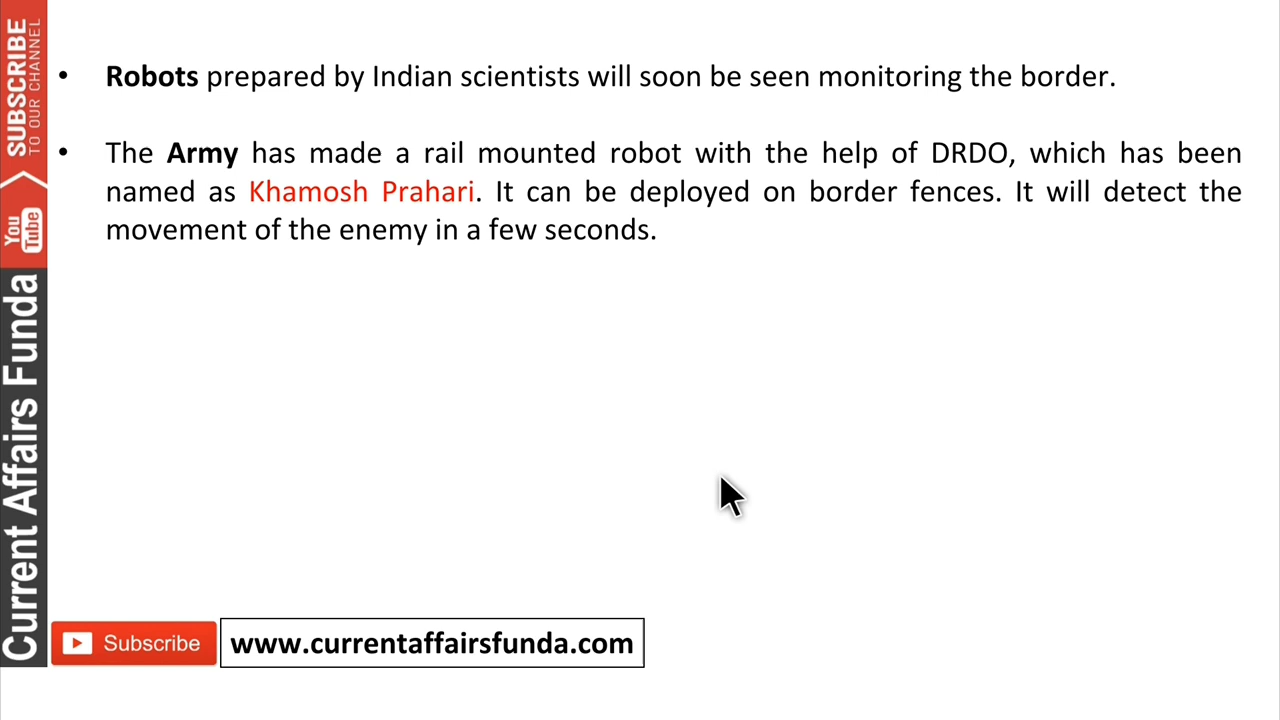 • Robots prepared by Indian scientists will soon be seen monitoring the border.
• The Army has made a rail mounted robot with the help of DRDO, which has been
named as Khamosh Prahari. It can be deployed on border fences. It will detect the
movement of the enemy in a few seconds.
SUBSCRIBE
TO OUR CHANNEL
You
Tube
Current Affairs Funda
Subscribe
www.currentaffairsfunda.com